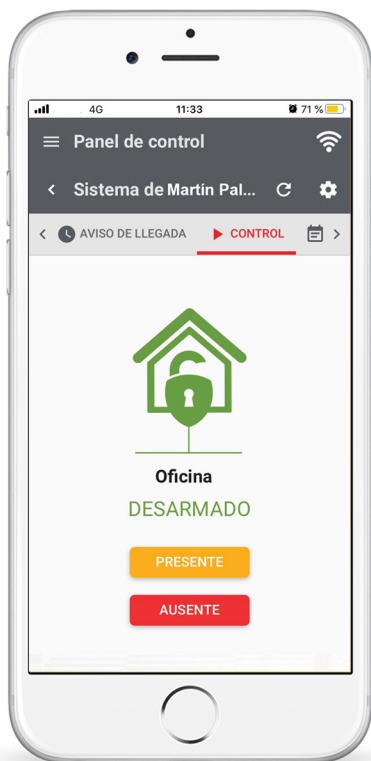 4G 11:33 71 %
Panel de control
Sistema de Martín Pal...
AVISO DE LLEGADA CONTROL
Oficina
DESARMADO
PRESENTE
AUSENTE